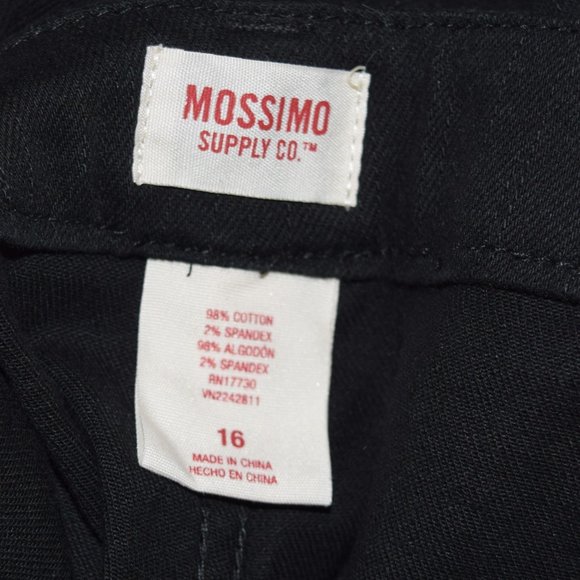 MOSSIMO
SUPPLY CO.™
98% COTTON
2% SPANDEX
98% ALGODÓN
2% SPANDEX
RN17730
VN2242811
16
MADE IN CHINA
HECHO EN CHINA